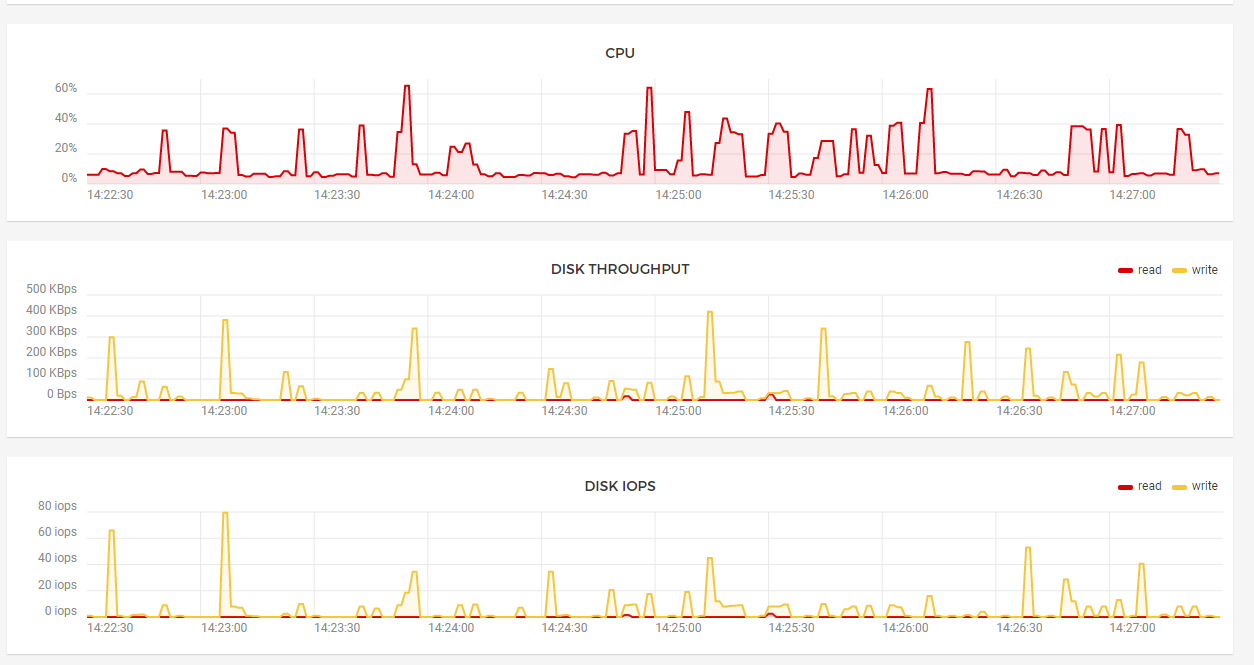 CPU
60%
40%
20%
0%
14:22:30 14:23:00 14:23:30 14:24:00 14:24:30 14:25:00 14:25:30 14:26:00 14:26:30 14:27:00
DISK THROUGHPUT
read write
500 KBps
400 KBps
300 KBps
200 KBps
100 KBps
0 Bps
14:22:30 14:23:00 14:23:30 14:24:00 14:24:30 14:25:00 14:25:30 14:26:00 14:26:30 14:27:00
DISK IOPS
read write
80 iops
60 iops
40 iops
20 iops
0 iops
14:22:30 14:23:00 14:23:30 14:24:00 14:24:30 14:25:00 14:25:30 14:26:00 14:26:30 14:27:00